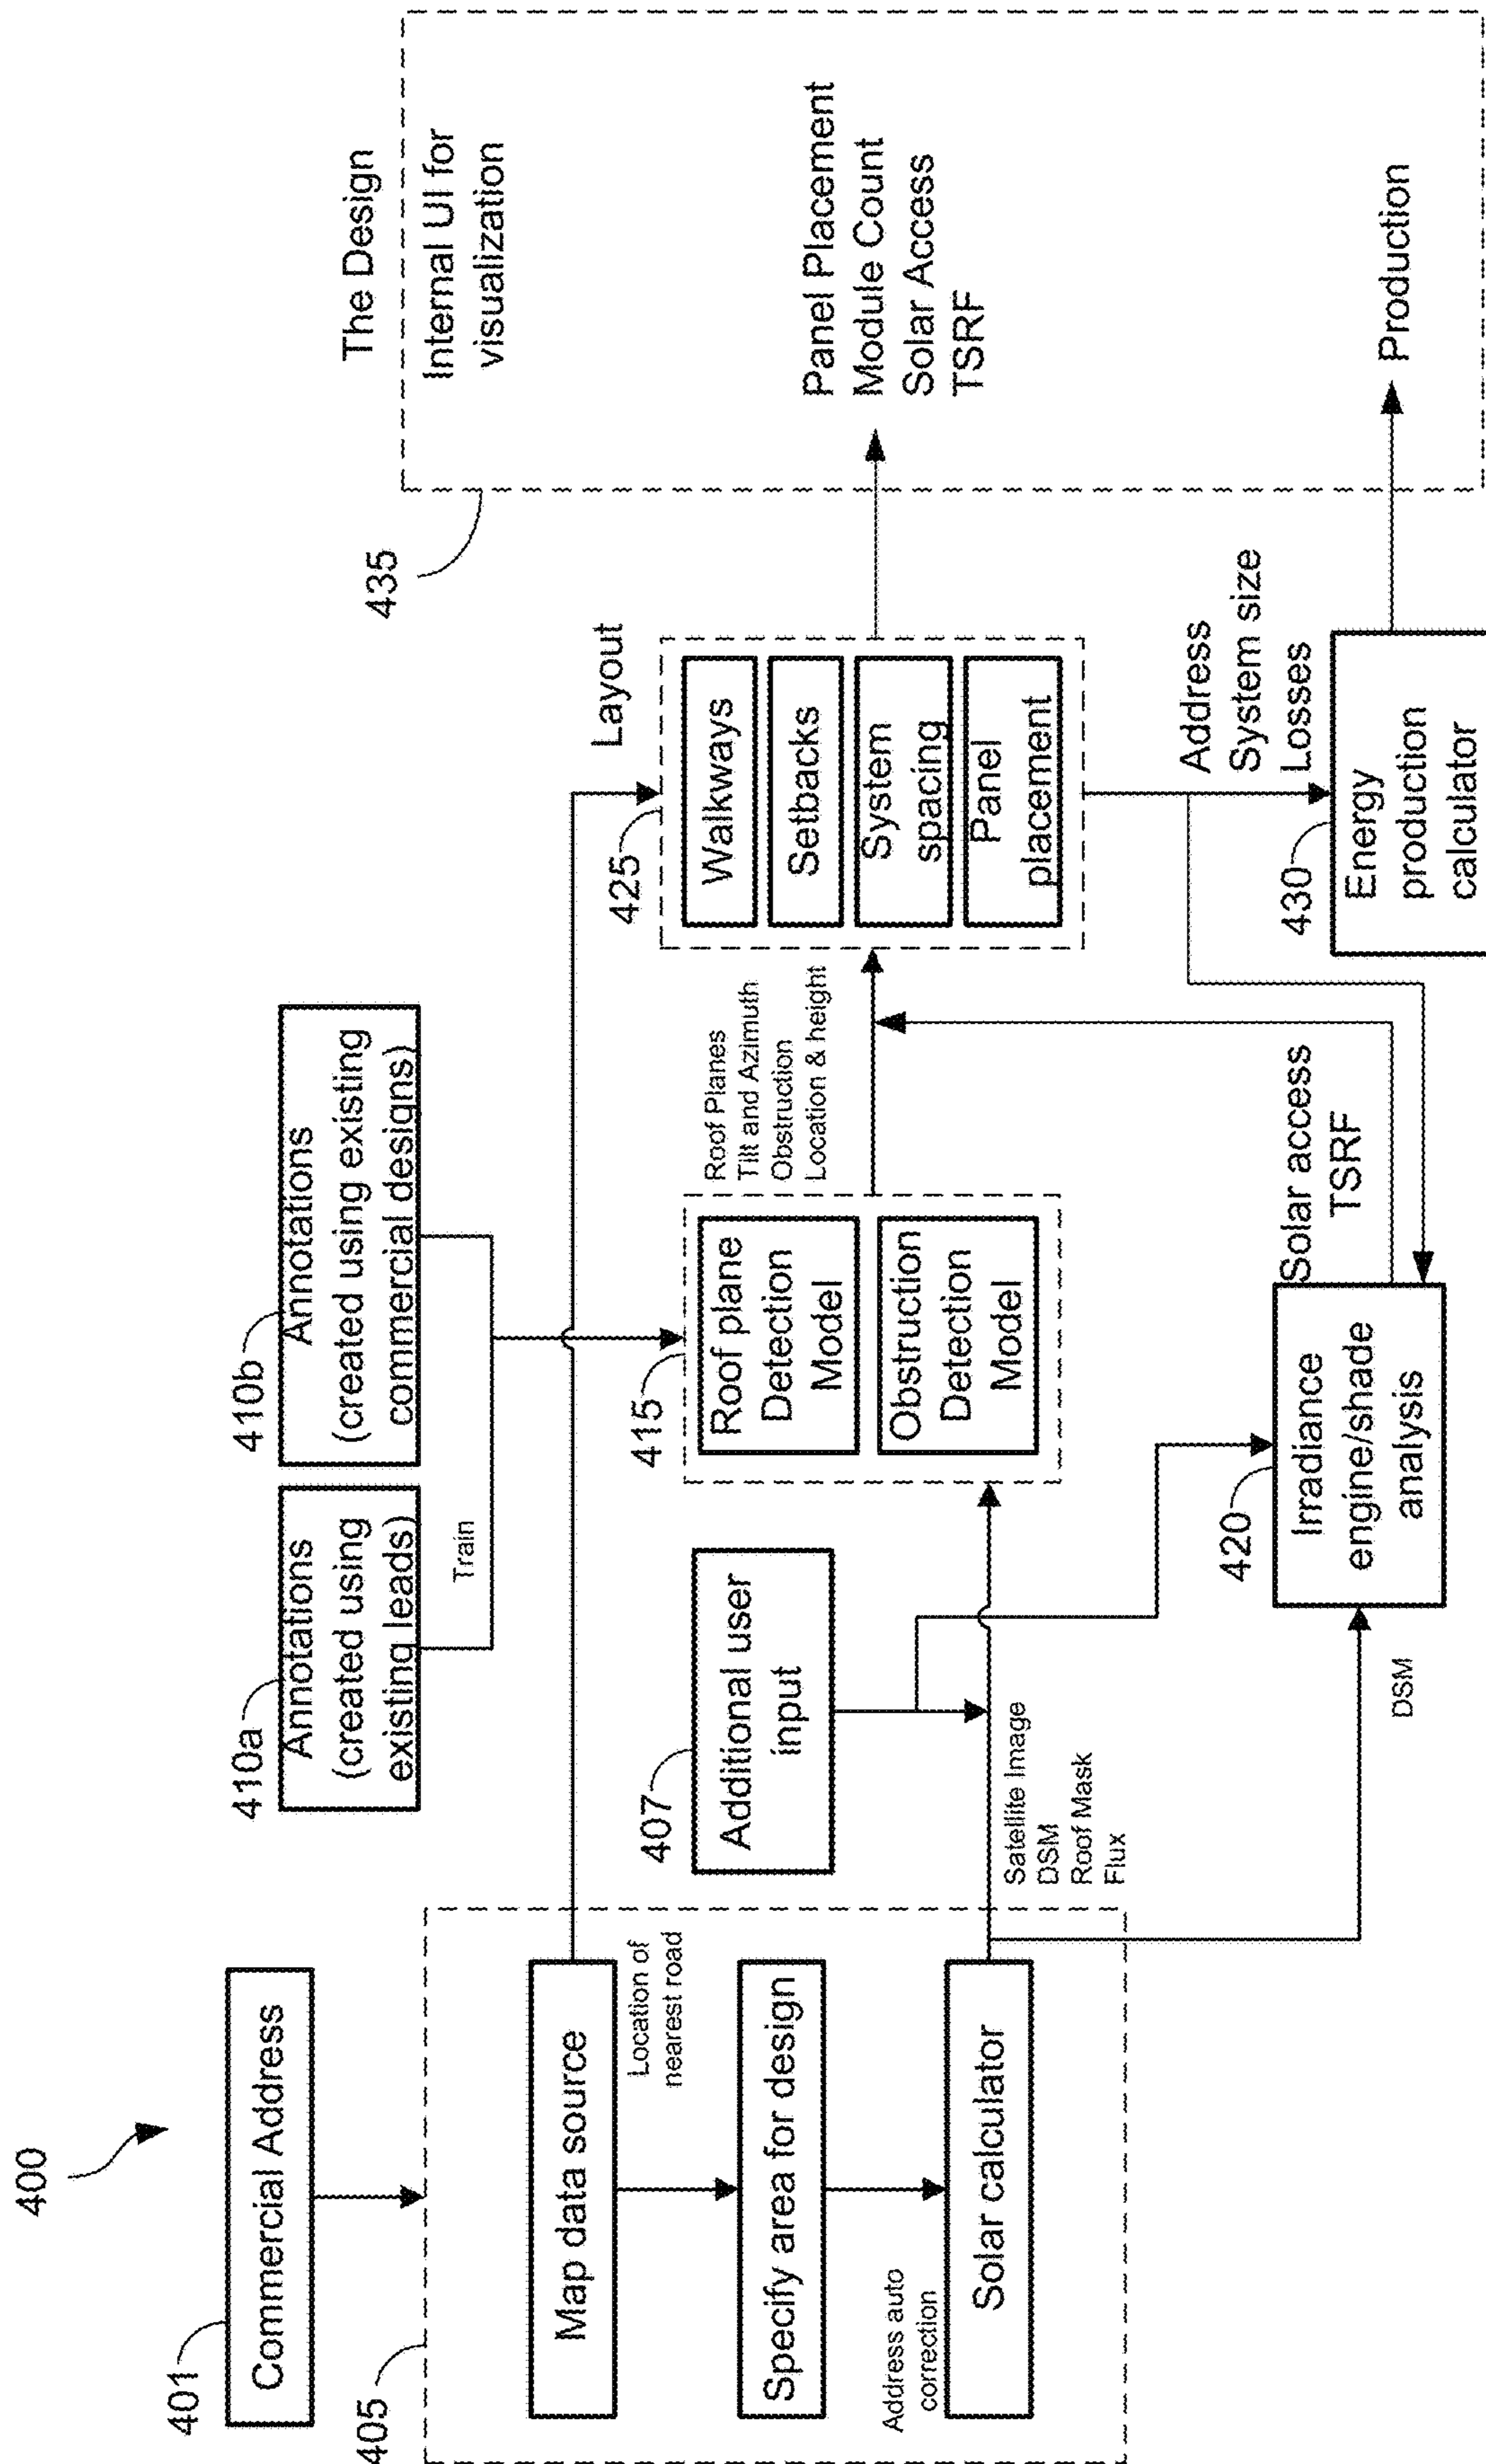 400
401
Commercial Address
405
Map data source
Location of
nearest road
Specify area for design
Address auto
correction
Solar calculator
410a
Annotations
(created using
existing leads)
410b
Annotations
(created using existing
commercial designs)
Train
407
Additional user
input
Satellite Image
DSM
Roof Mask
Flux
DSM
415
Roof plane
Detection
Model
Obstruction
Detection
Model
420
Irradiance
engine/shade
analysis
Roof Planes
Tilt and Azimuth
Obstruction
Location & height
Solar access
TSRF
425
Layout
Walkways
Setbacks
System
spacing
Panel
placement
Address
System size
Losses
430
Energy
production
calculator
435
The Design
Internal UI for
visualization
Panel Placement
Module Count
Solar Access
TSRF
Production